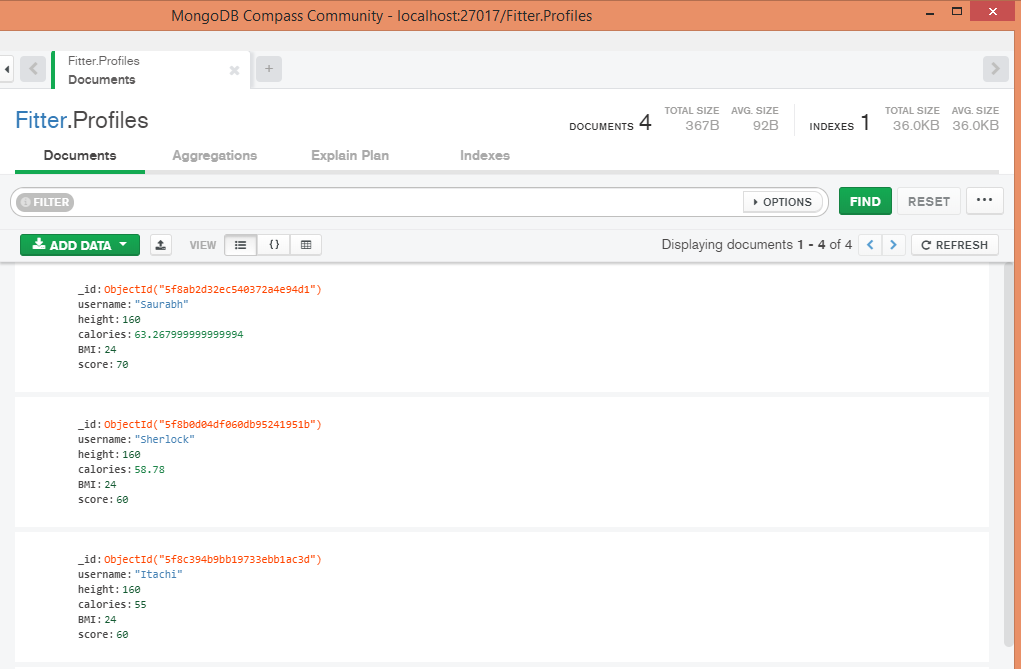 MongoDB Compass Community - localhost:27017/Fitter.Profiles
Fitter.Profiles
Documents
Fitter.Profiles
DOCUMENTS 4 TOTAL SIZE 367B AVG. SIZE 92B INDEXES 1 TOTAL SIZE 36.0KB AVG. SIZE 36.0KB
Documents Aggregations Explain Plan Indexes
FILTER OPTIONS FIND RESET ...
ADD DATA VIEW {} Displaying documents 1 - 4 of 4 REFRESH
_id:ObjectId("5f8ab2d32ec540372a4e94d1")
username:"Saurabh"
height:160
calories:63.267999999999994
BMI:24
score:70
_id:ObjectId("5f8b0d04df060db95241951b")
username:"Sherlock"
height:160
calories:58.78
BMI:24
score:60
_id:ObjectId("5f8c394b9bb19733ebb1ac3d")
username:"Itachi"
height:160
calories:55
BMI:24
score:60